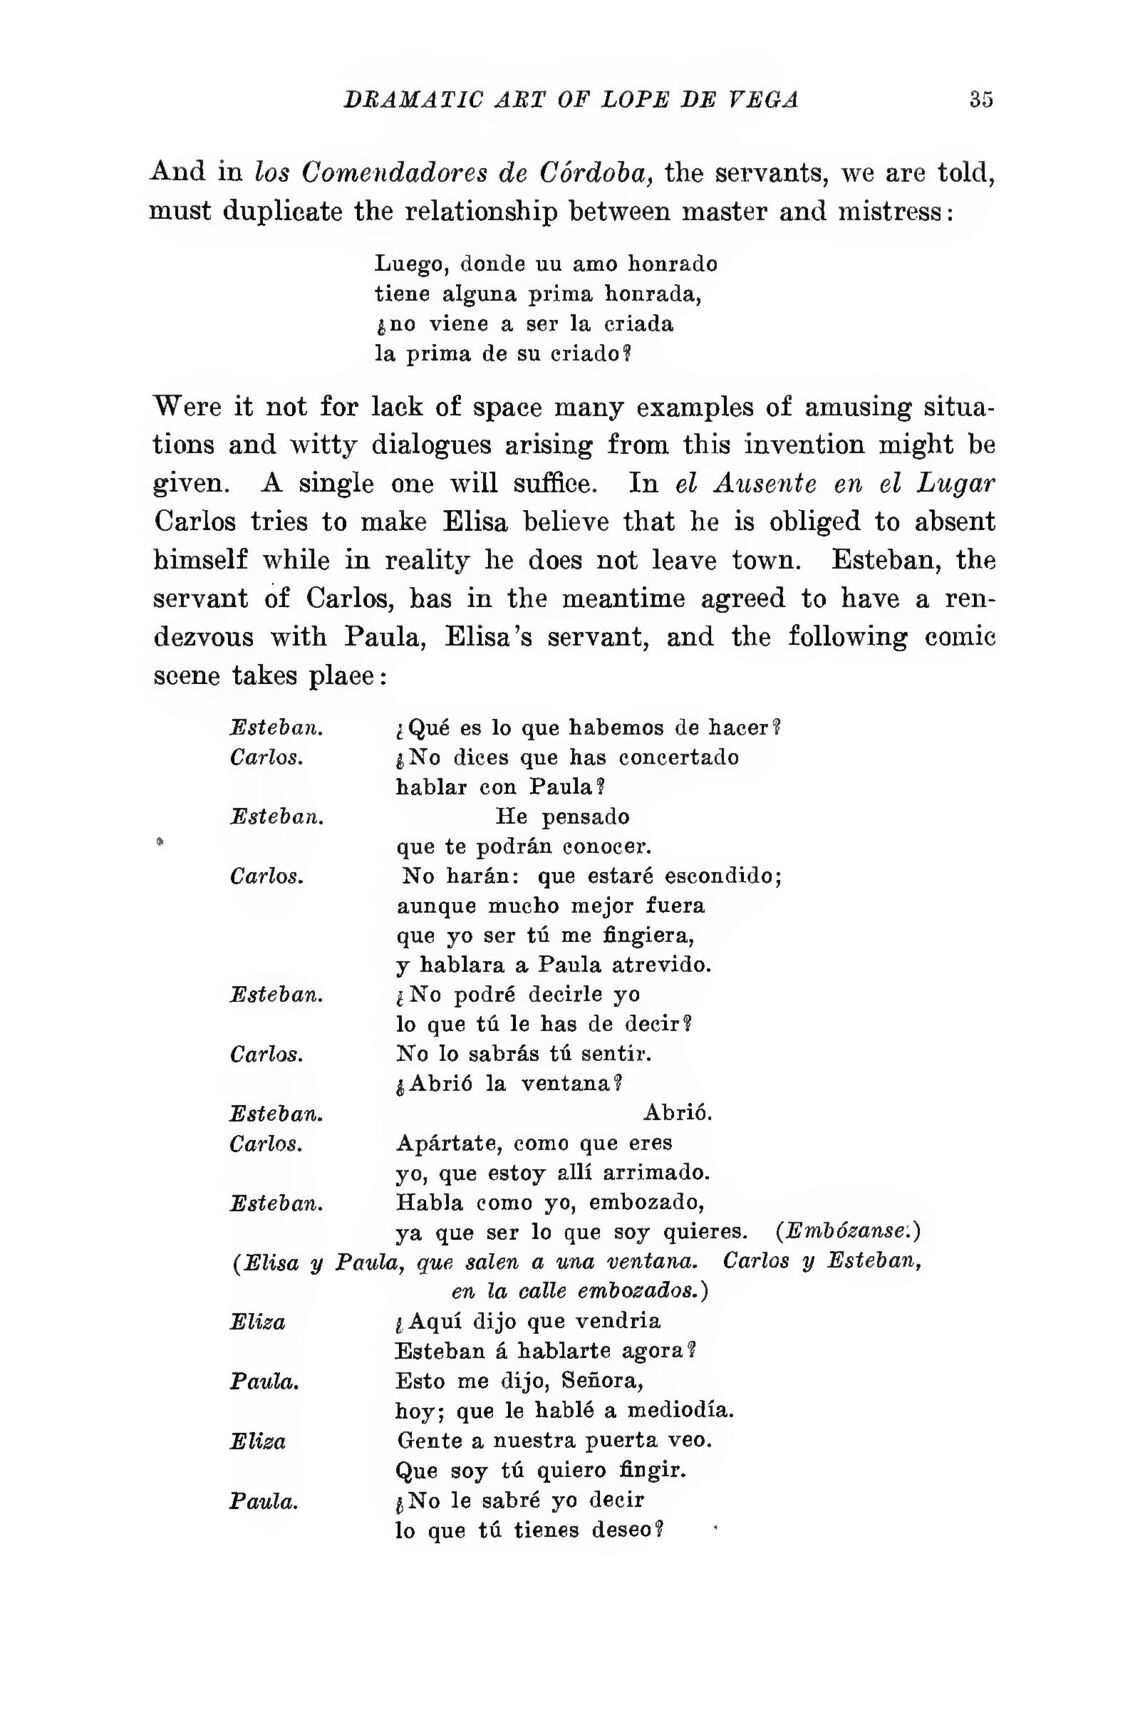 DRAMATIC ART OF LOPE DE VEGA 35
And in los Comendadores de Córdoba, the servants, we are told,
must duplicate the relationship between master and mistress:
Luego, donde uu amo honrado
tiene alguna prima honrada,
¿no viene a ser la criada
la prima de su criado?
Were it not for lack of space many examples of amusing situa-
tions and witty dialogues arising from this invention might be
given. A single one will suffice. In el Ausente en el Lugar
Carlos tries to make Elisa believe that he is obliged to absent
himself while in reality he does not leave town. Esteban, the
servant of Carlos, has in the meantime agreed to have a ren-
dezvous with Paula, Elisa's servant, and the following comic
scene takes place:
Esteban. ¿Qué es lo que habemos de hacer?
Carlos. ¿No dices que has concertado
hablar con Paula?
Esteban. He pensado
que te podrán conocer.
Carlos. No harán: que estaré escondido;
aunque mucho mejor fuera
que yo ser tú me fingiera,
y hablara a Paula atrevido.
Esteban. ¿No podré decirle yo
lo que tú le has de decir?
Carlos. No lo sabrás tú sentir.
¿Abrió la ventana?
Esteban. Abrió.
Carlos. Apártate, como que eres
yo, que estoy allí arrimado.
Esteban. Habla como yo, embozado,
ya que ser lo que soy quieres. (Embózanse.)
(Elisa y Paula, que salen a una ventana. Carlos y Esteban,
en la calle embozados.)
Eliza ¿Aquí dijo que vendria
Esteban á hablarte agora?
Paula. Esto me dijo, Señora,
hoy; que le hablé a mediodía.
Eliza Gente a nuestra puerta veo.
Que soy tú quiero fingir.
Paula. ¿No le sabré yo decir
lo que tú tienes deseo?